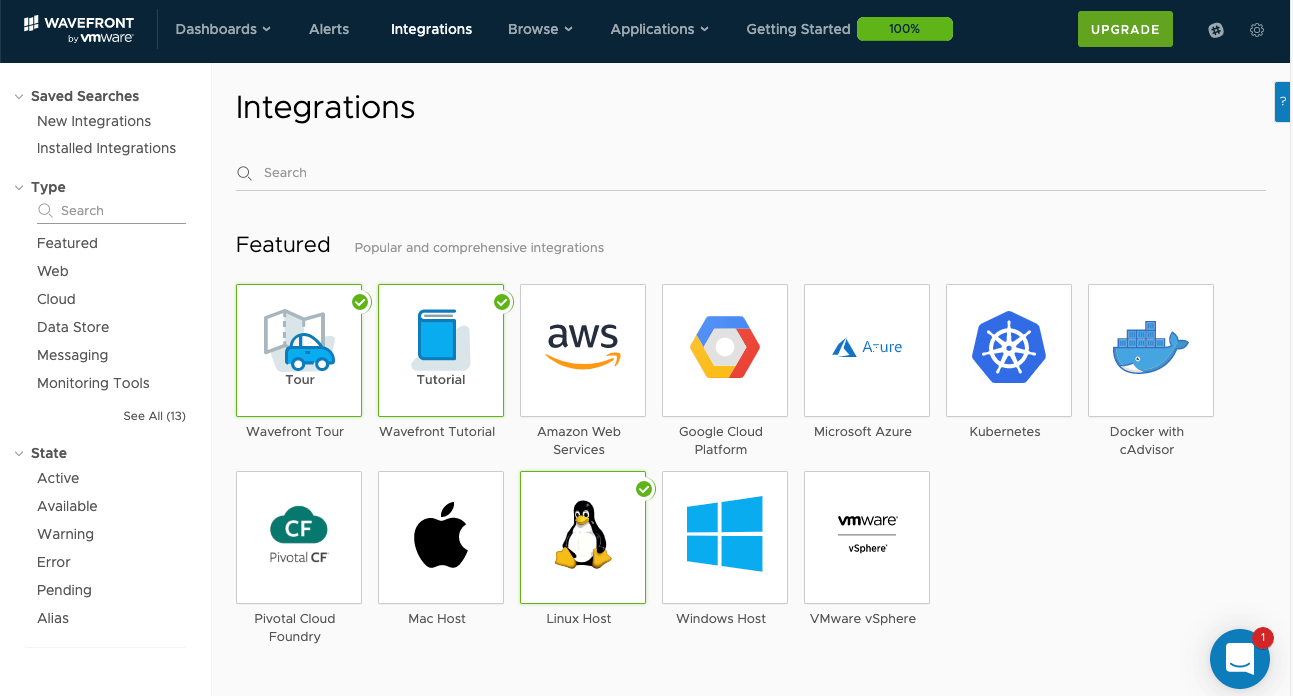 WAVEFRONT
by vmware
Dashboards
Alerts
Integrations
Browse
Applications
Getting Started
100%
UPGRADE
Saved Searches
New Integrations
Installed Integrations
Type
Search
Featured
Web
Cloud
Data Store
Messaging
Monitoring Tools
See All (13)
State
Active
Available
Warning
Error
Pending
Alias
Integrations
?
Search
Featured Popular and comprehensive integrations
Tour
Wavefront Tour
Tutorial
Wavefront Tutorial
aws
Amazon Web
Services
Google Cloud
Platform
Azure
Microsoft Azure
Kubernetes
Docker with
cAdvisor
CF
Pivotal CF
Pivotal Cloud
Foundry
Mac Host
Linux Host
Windows Host
vmware
vSphere
VMware vSphere
1